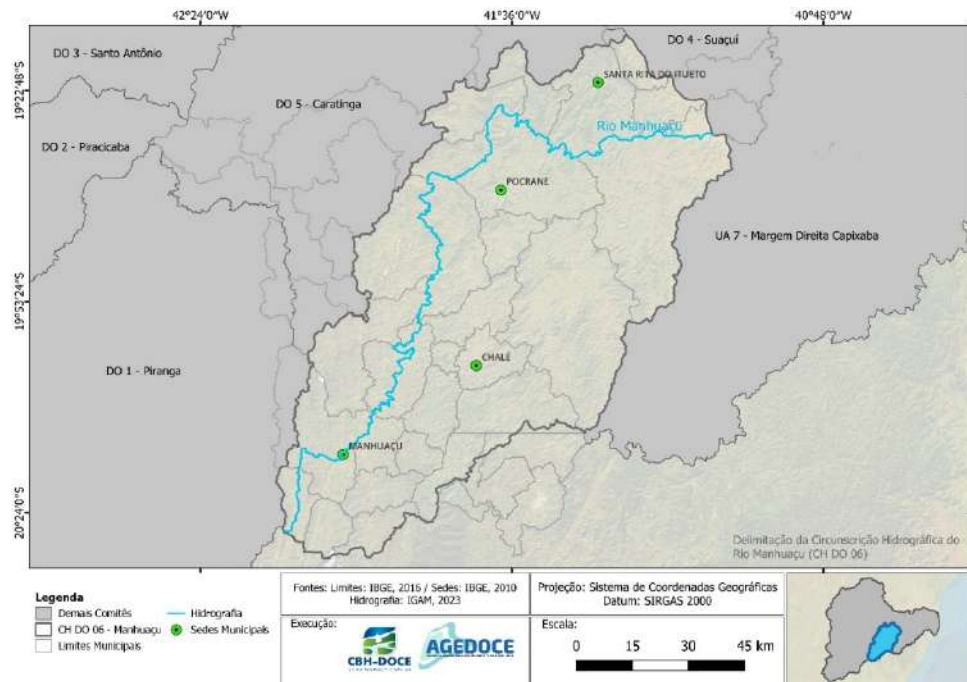 42°24'0"W
41°36'0"W
40°48'0"W
19°22'48"S
19°53'24"S
20°24'0"S
DO 3 - Santo Antônio
DO 4 - Suaçuí
DO 5 - Caratinga
SANTA RITA DO ITUETO
DO 2 - Piracicaba
Rio Manhuaçu
POCRANE
UA 7 - Margem Direita Capixaba
DO 1 - Piranga
CHALÉ
MANHUAÇU
Delimitação da Circunscrição Hidrográfica do
Rio Manhuaçu (CH DO 06)
Legenda
Demais Comitês
CH DO 06 - Manhuaçu
Limites Municipais
Hidrografia
Sedes Municipais
Fontes: Limites: IBGE, 2016 / Sedes: IBGE, 2010
Hidrografia: IGAM, 2023
Execução:
CBH-DOCE
AGEDOCE
Projeção: Sistema de Coordenadas Geográficas
Datum: SIRGAS 2000
Escala:
0 15 30 45 km